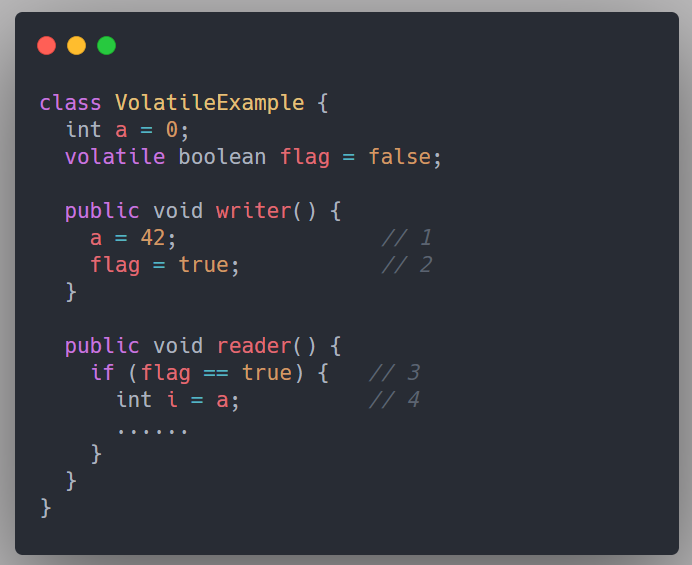 class VolatileExample {
  int a = 0;
  volatile boolean flag = false;

  public void writer() {
    a = 42;                // 1
    flag = true;           // 2
  }

  public void reader() {
    if (flag == true) {   // 3
      int i = a;          // 4
      ......
    }
  }
}